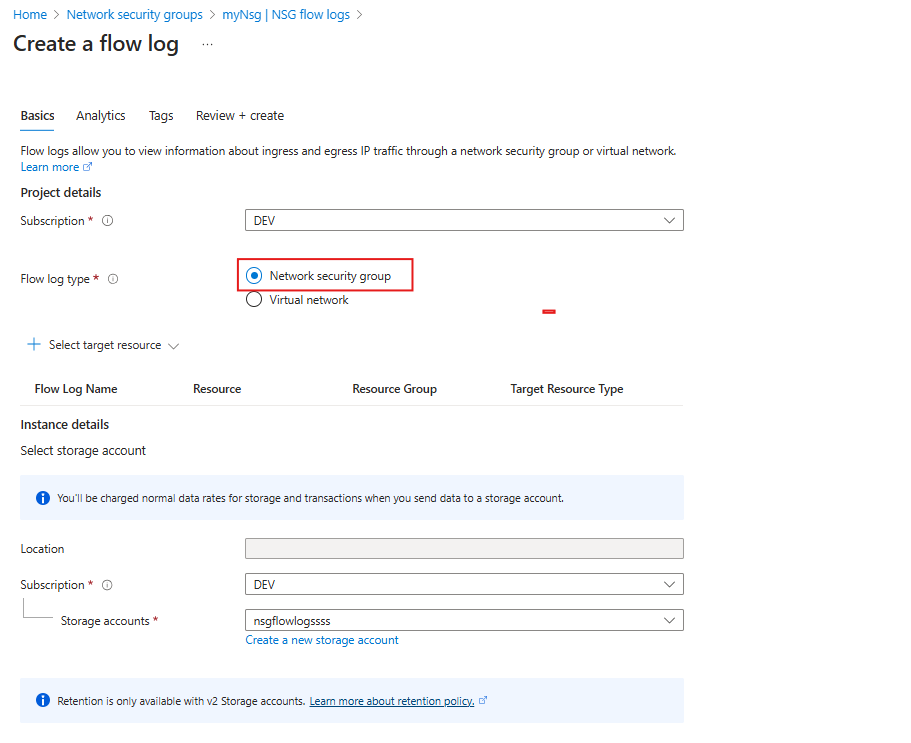 Home > Network security groups > myNsg | NSG flow logs >
Create a flow log ...
Basics Analytics Tags Review + create
Flow logs allow you to view information about ingress and egress IP traffic through a network security group or virtual network.
Learn more
Project details
Subscription * DEV
Flow log type * Network security group
Virtual network
+ Select target resource
Flow Log Name Resource Resource Group Target Resource Type
Instance details
Select storage account
You'll be charged normal data rates for storage and transactions when you send data to a storage account.
Location
Subscription * DEV
Storage accounts * nsgflowlogssss
Create a new storage account
Retention is only available with v2 Storage accounts. Learn more about retention policy.